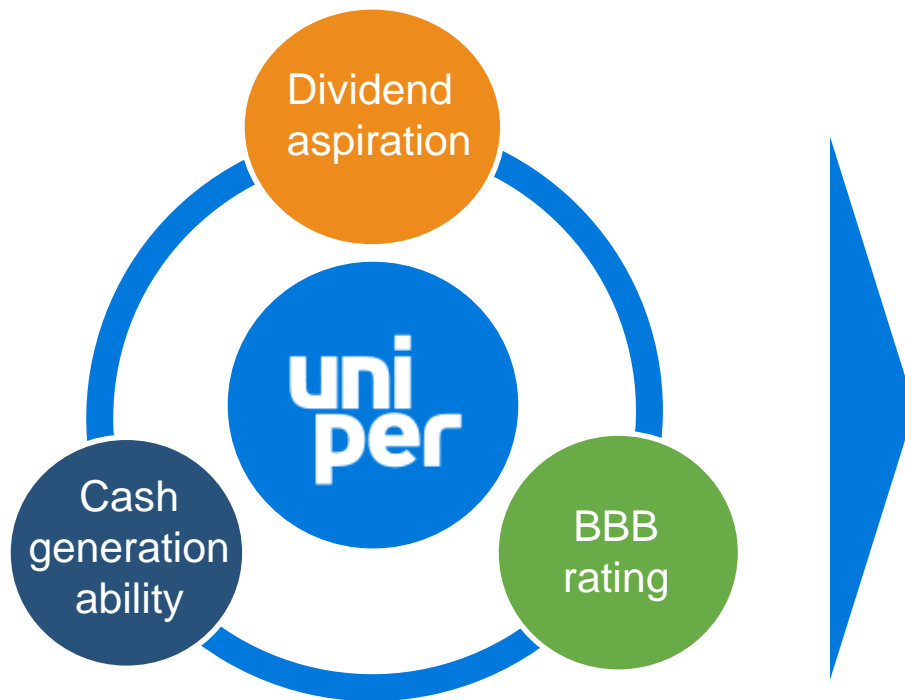 Dividend
aspiration
uni
per
Cash
generation
ability
BBB
rating